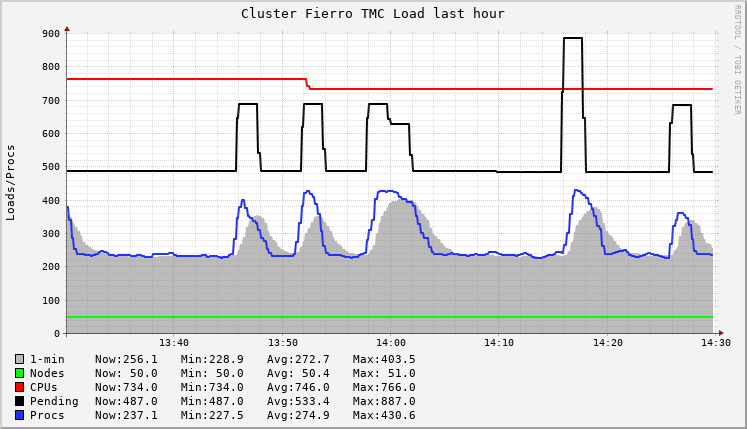 Cluster Fierro TMC Load last hour
RRDTOOL / TOBI OETIKER
Loads/Procs
900
800
700
600
500
400
300
200
100
0
13:40 13:50 14:00 14:10 14:20 14:30
1-min Now:256.1 Min:228.9 Avg:272.7 Max:403.5
Nodes Now: 50.0 Min: 50.0 Avg: 50.4 Max: 51.0
CPUs Now:734.0 Min:734.0 Avg:746.0 Max:766.0
Pending Now:487.0 Min:487.0 Avg:533.4 Max:887.0
Procs Now:237.1 Min:227.5 Avg:274.9 Max:430.6